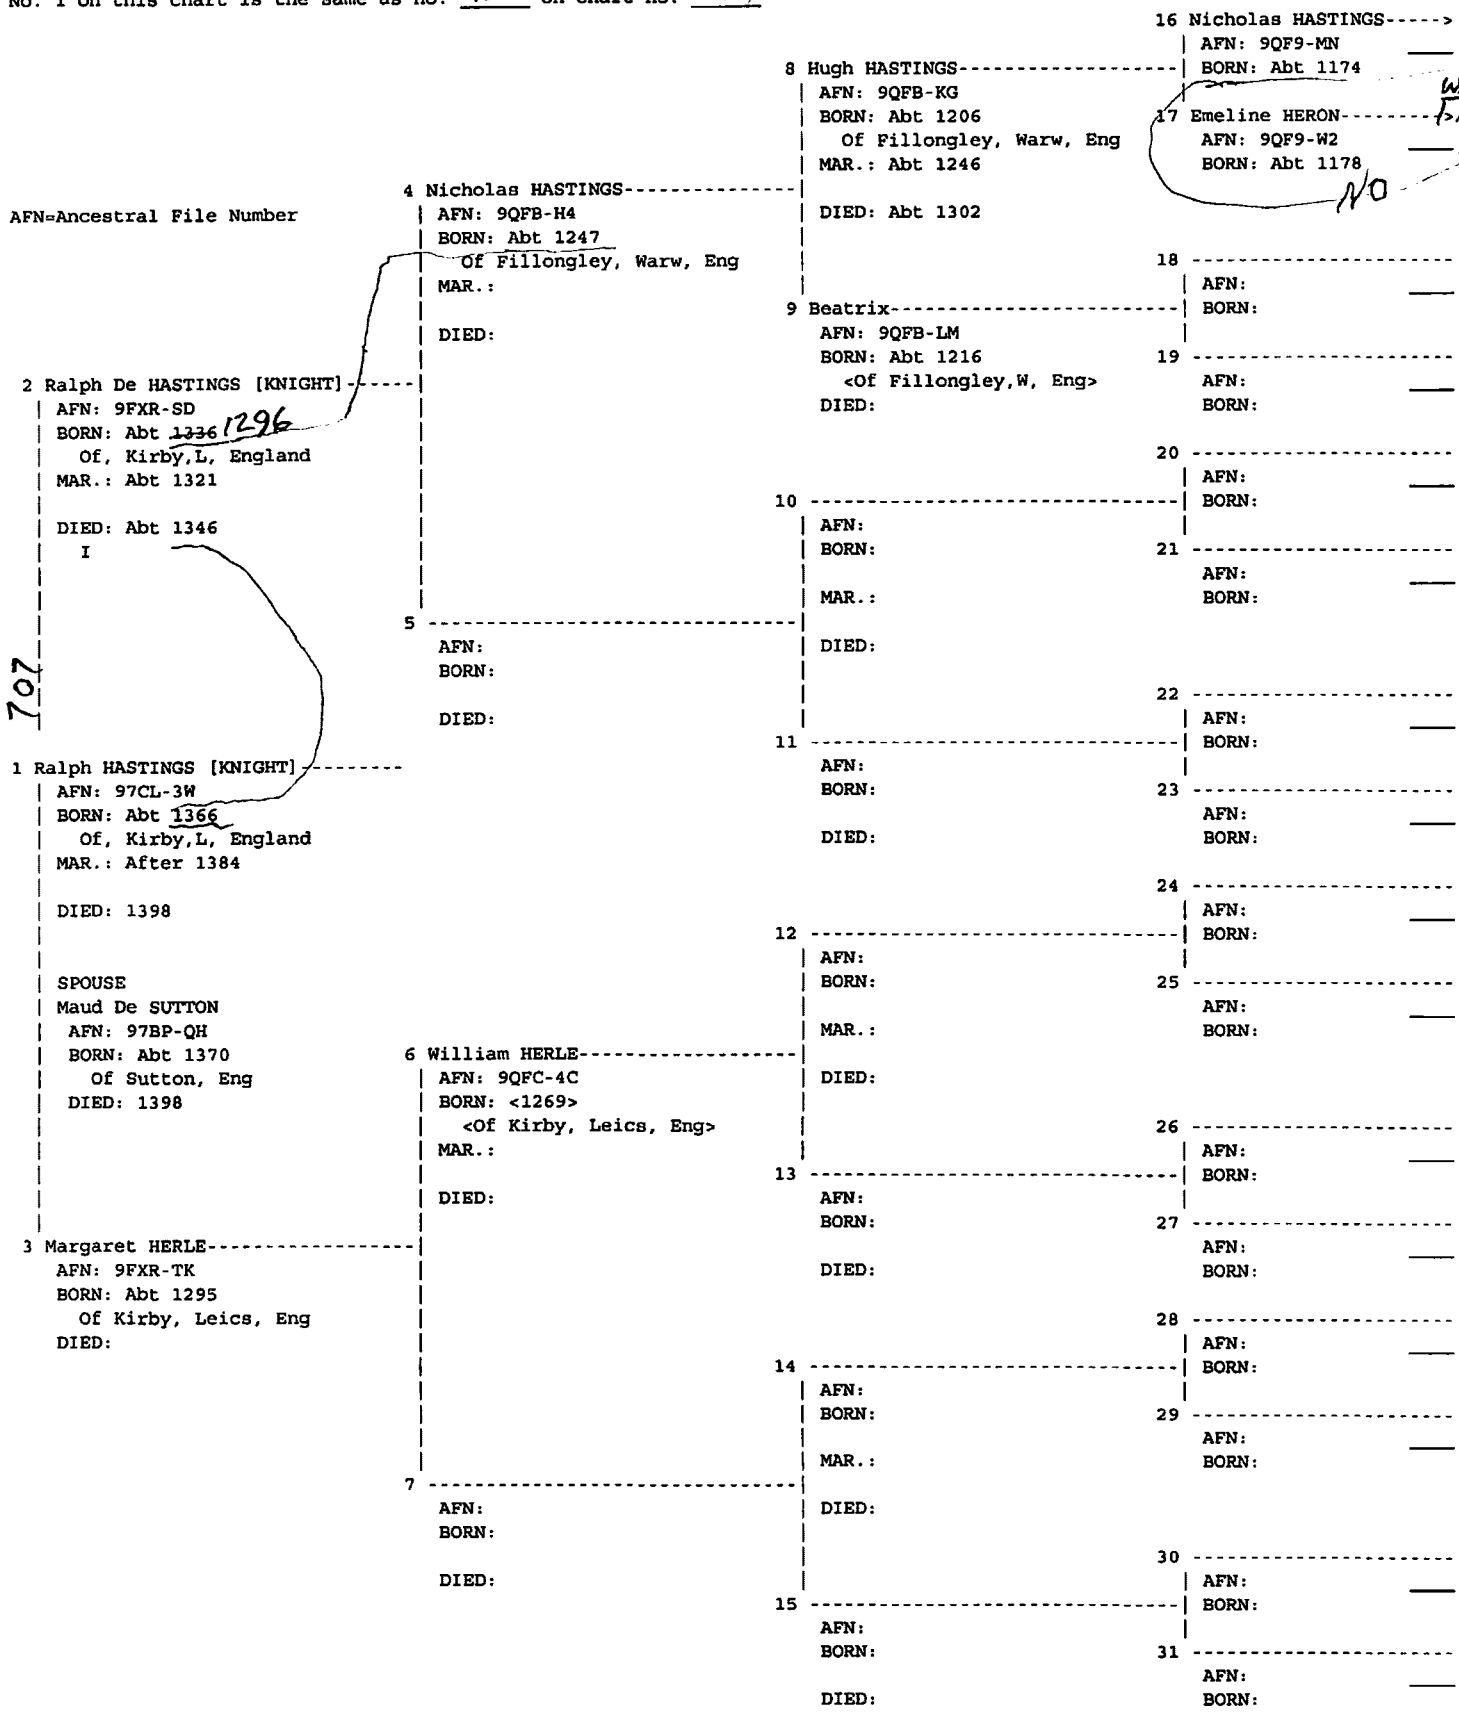 No. 1 on this chart is the same as no. on chart no.
16 Nicholas HASTINGS----->
AFN: 9QF9-MN
BORN: Abt 1174
8 Hugh HASTINGS-------------------
AFN: 9QFB-KG
BORN: Abt 1206
Of Fillongley, Warw, Eng
MAR.: Abt 1246
DIED: Abt 1302
17 Emeline HERON-------->
AFN: 9QF9-W2
BORN: Abt 1178
NO
4 Nicholas HASTINGS---------------
AFN: 9QFB-H4
BORN: Abt 1247
Of Fillongley, Warw, Eng
MAR.:
DIED:
AFN=Ancestral File Number
18 ----------------------
AFN:
BORN:
9 Beatrix-------------------------
AFN: 9QFB-LM
BORN: Abt 1216
<Of Fillongley,W, Eng>
DIED:
19 ----------------------
AFN:
BORN:
2 Ralph De HASTINGS [KNIGHT]------
AFN: 9FXR-SD
BORN: Abt 1336 1296
Of, Kirby,L, England
MAR.: Abt 1321
DIED: Abt 1346
I
20 ----------------------
AFN:
BORN:
10 -------------------------------
AFN:
BORN:
MAR.:
DIED:
21 ----------------------
AFN:
BORN:
5 --------------------------------
AFN:
BORN:
DIED:
707
22 ----------------------
AFN:
BORN:
11 -------------------------------
AFN:
BORN:
DIED:
23 ----------------------
AFN:
BORN:
1 Ralph HASTINGS [KNIGHT]---------
AFN: 97CL-3W
BORN: Abt 1366
Of, Kirby,L, England
MAR.: After 1384
DIED: 1398
SPOUSE
Maud De SUTTON
AFN: 97BP-QH
BORN: Abt 1370
Of Sutton, Eng
DIED: 1398
24 ----------------------
AFN:
BORN:
12 -------------------------------
AFN:
BORN:
MAR.:
DIED:
25 ----------------------
AFN:
BORN:
6 William HERLE-------------------
AFN: 9QFC-4C
BORN: <1269>
<Of Kirby, Leics, Eng>
MAR.:
DIED:
26 ----------------------
AFN:
BORN:
13 -------------------------------
AFN:
BORN:
DIED:
27 ----------------------
AFN:
BORN:
3 Margaret HERLE------------------
AFN: 9FXR-TK
BORN: Abt 1295
Of Kirby, Leics, Eng
DIED:
28 ----------------------
AFN:
BORN:
14 -------------------------------
AFN:
BORN:
MAR.:
DIED:
29 ----------------------
AFN:
BORN:
7 --------------------------------
AFN:
BORN:
DIED:
30 ----------------------
AFN:
BORN:
15 -------------------------------
AFN:
BORN:
DIED:
31 ----------------------
AFN:
BORN: